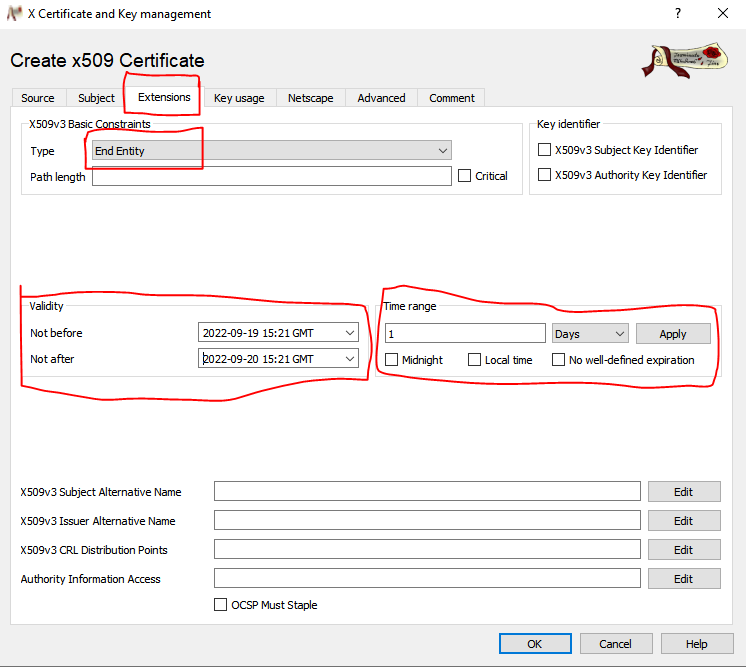 X Certificate and Key management
Create x509 Certificate
Source Subject Extensions Key usage Netscape Advanced Comment
X509v3 Basic Constraints
Type End Entity
Path length Critical
Key identifier
X509v3 Subject Key Identifier
X509v3 Authority Key Identifier
Validity
Not before 2022-09-19 15:21 GMT
Not after 2022-09-20 15:21 GMT
Time range
1 Days Apply
Midnight Local time No well-defined expiration
X509v3 Subject Alternative Name Edit
X509v3 Issuer Alternative Name Edit
X509v3 CRL Distribution Points Edit
Authority Information Access Edit
OCSP Must Staple
OK Cancel Help